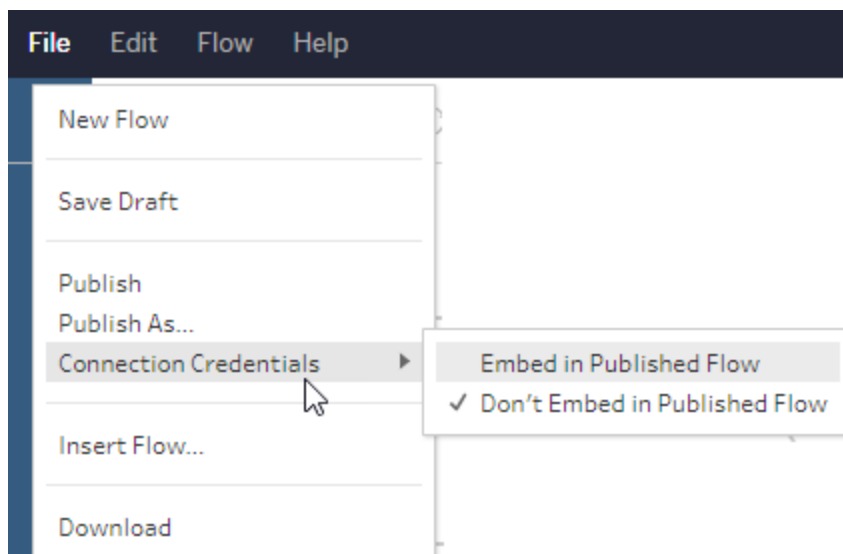 File Edit Flow Help
New Flow
Save Draft
Publish
Publish As...
Connection Credentials
Embed in Published Flow
✓ Don't Embed in Published Flow
Insert Flow...
Download